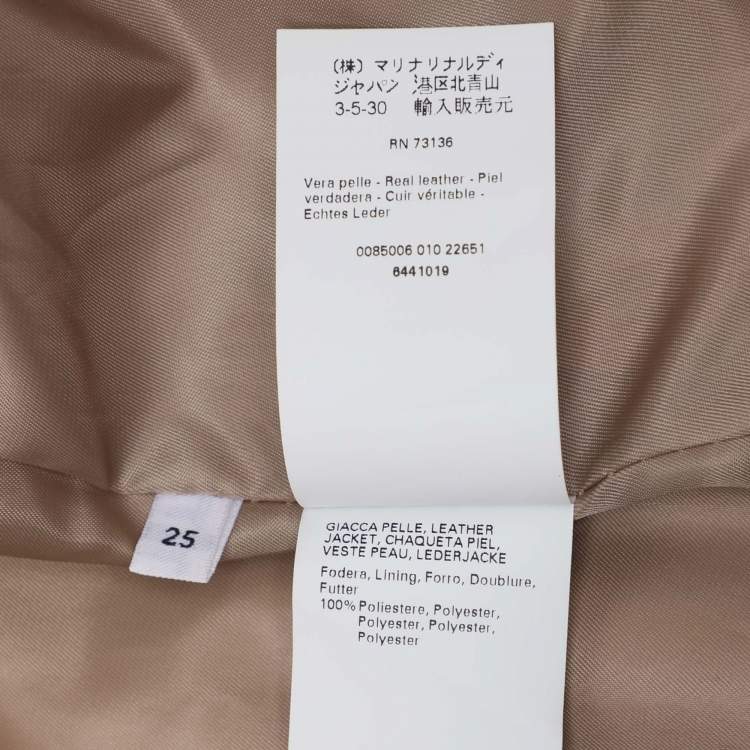 (株) マリナリナルディ
ジャパン 港区北青山
3-5-30 輸入販売元
RN 73136
Vera pelle - Real leather - Piel
verdadera - Cuir véritable -
Echtes Leder
0085006 010 22651
6441019
25
GIACCA PELLE, LEATHER
JACKET, CHAQUETA PIEL,
VESTE PEAU, LEDERJACKE
Fodera, Lining, Forro, Doublure,
Futter
100% Poliestere, Polyester,
Polyester, Polyester,
Polyester